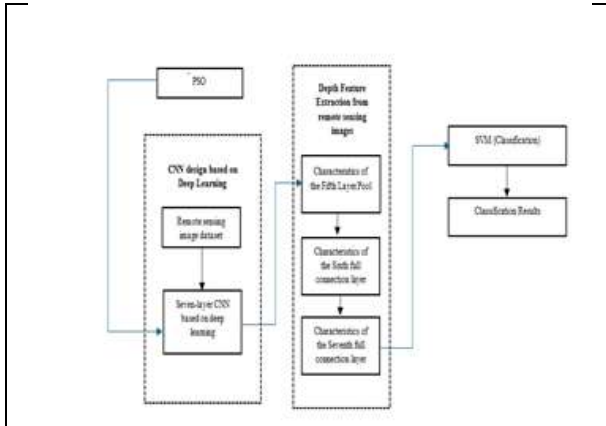 PSO
CNN design based on
Deep Learning
Remote sensing
image dataset
Seven-layer CNN
based on deep
learning
Depth Feature
Extraction from
remote sensing
images
Characteristics of
the Fifth Layer Pool
Characteristics of
the Sixth full
connection layer
Characteristics of
the Seventh full
connection layer
SVM (Classification)
Classification Results